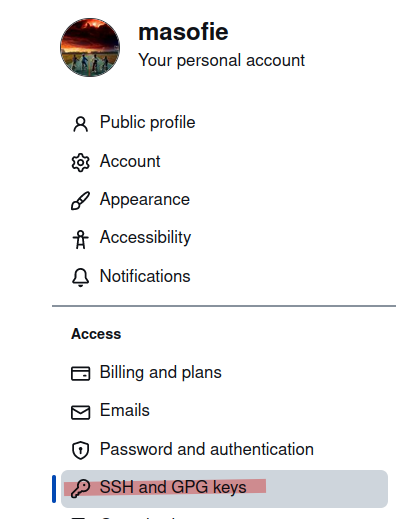 masofie
Your personal account
Public profile
Account
Appearance
Accessibility
Notifications
Access
Billing and plans
Emails
Password and authentication
SSH and GPG keys